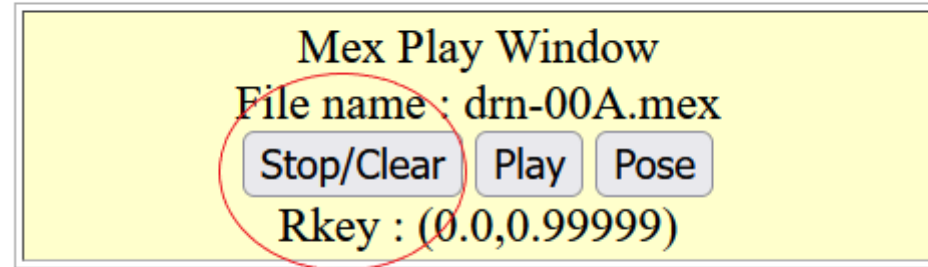 Mex Play Window
File name : drn-00A.mex
Stop/Clear Play Pose
Rkey : (0.0,0.99999)